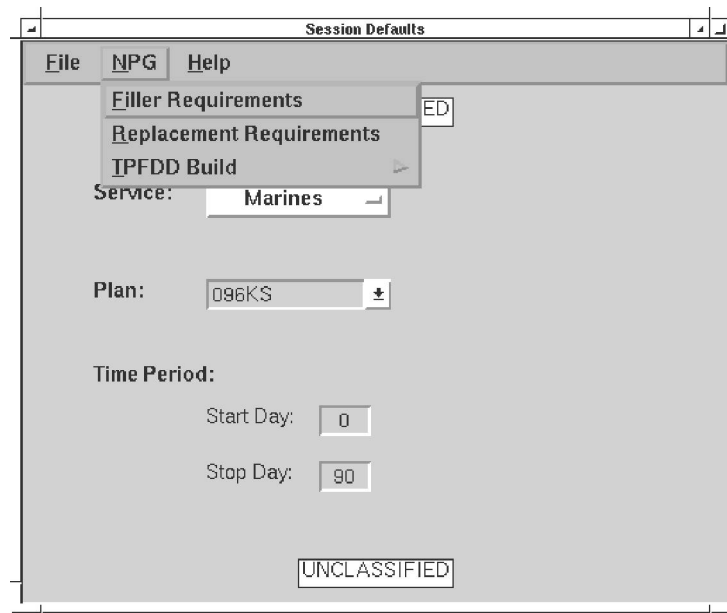 Session Defaults
File NPG Help
Filler Requirements
ED
Replacement Requirements
TPFDD Build
Service: Marines
Plan: 096KS
Time Period:
Start Day: 0
Stop Day: 90
UNCLASSIFIED